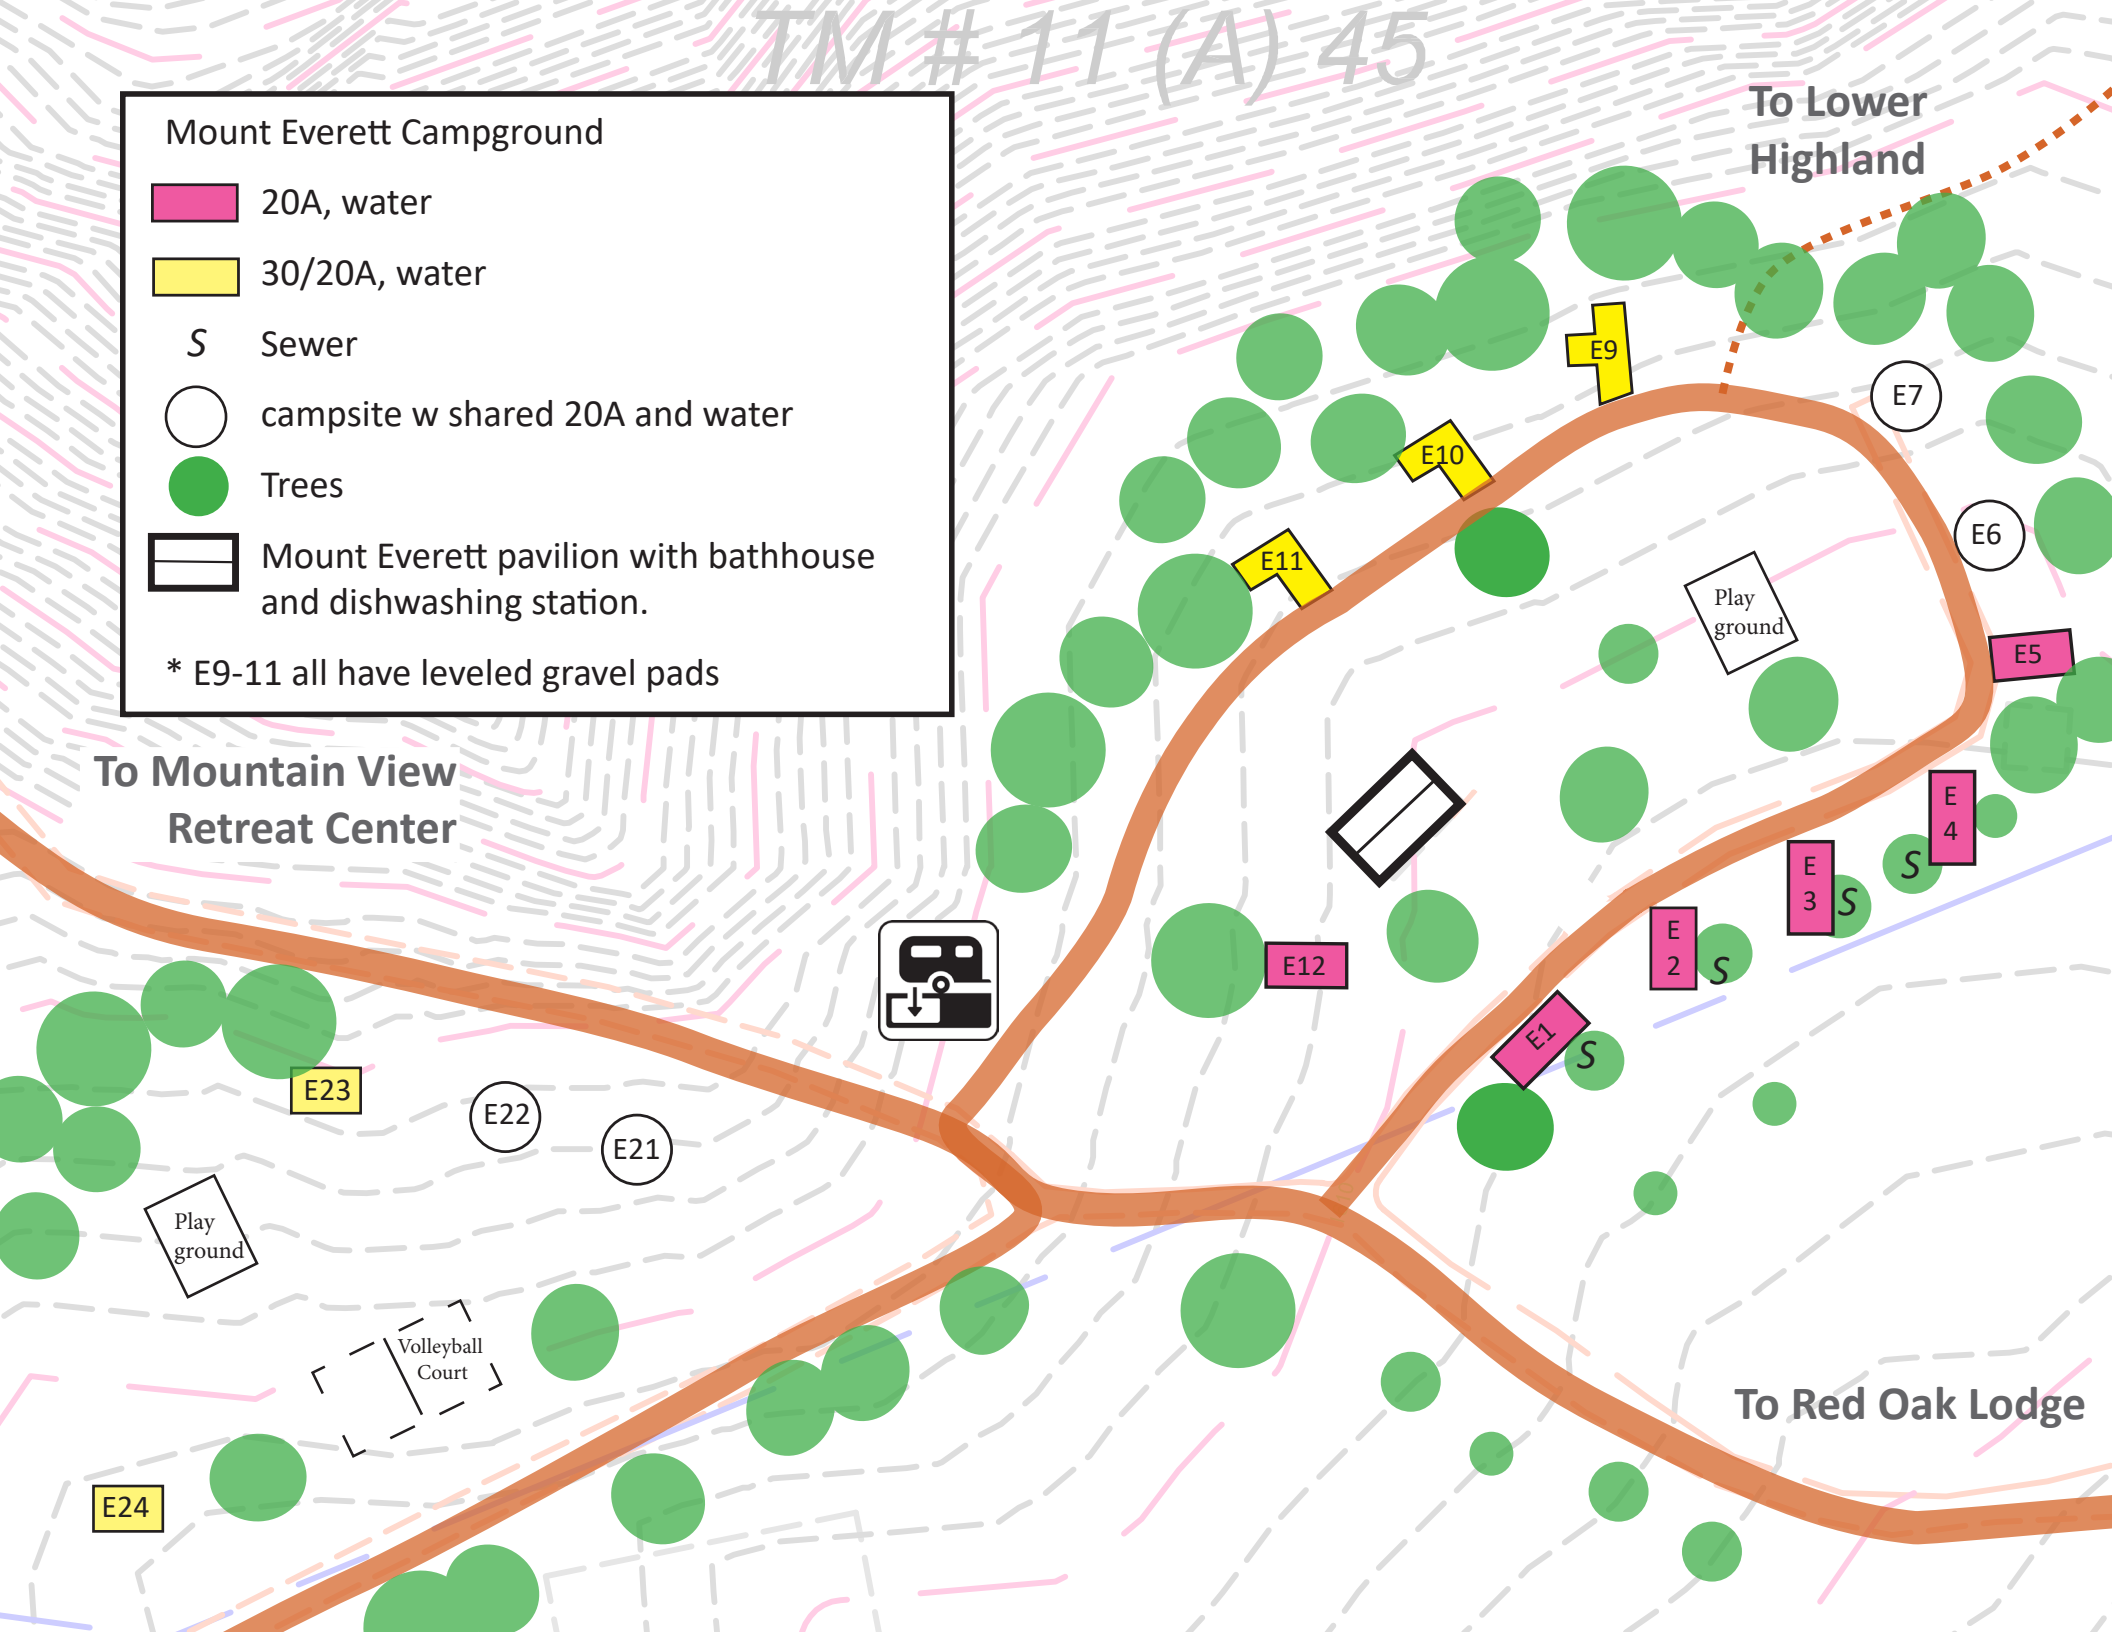 TM # 11 (A) 45
Mount Everett Campground
20A, water
30/20A, water
S Sewer
campsite w shared 20A and water
Trees
Mount Everett pavilion with bathhouse
and dishwashing station.
* E9-11 all have leveled gravel pads
To Lower
Highland
E9
E7
E10
E6
E11
Play
ground
E5
To Mountain View
Retreat Center
E
4
S
E
3
S
E
2
S
E12
E1
S
E23
E22
E21
Play
ground
Volleyball
Court
To Red Oak Lodge
E24